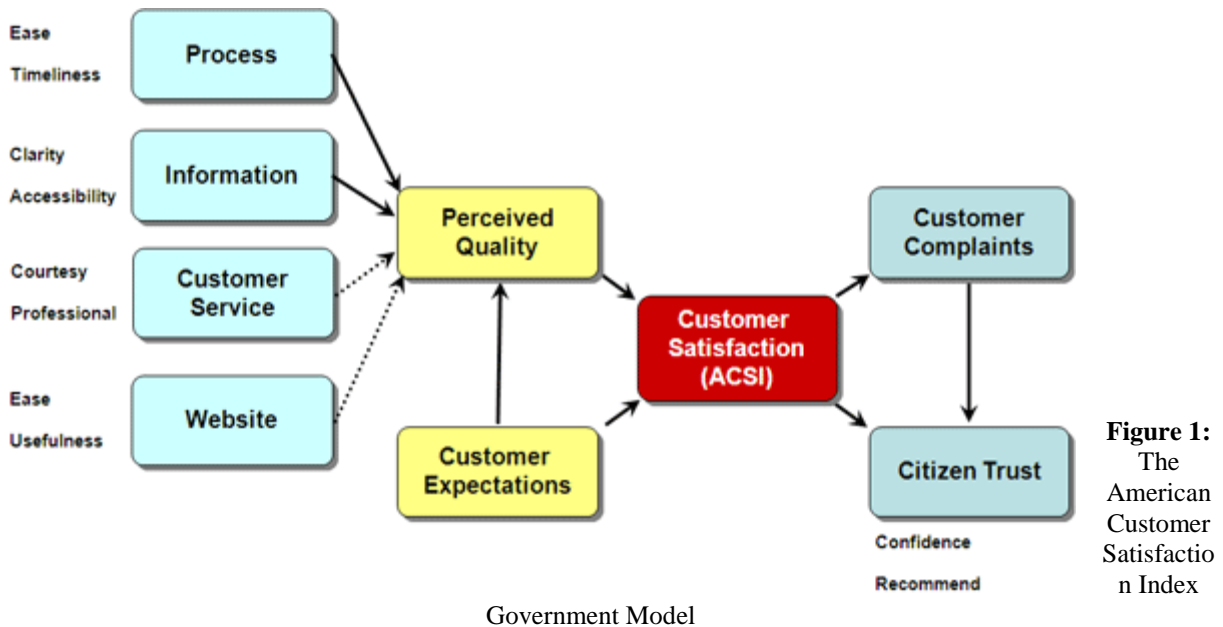 Ease
Timeliness
Process
Clarity
Accessibility
Information
Courtesy
Professional
Customer
Service
Ease
Usefulness
Website
Perceived
Quality
Customer
Expectations
Customer
Satisfaction
(ACSI)
Customer
Complaints
Citizen Trust
Confidence
Recommend
Figure 1:
The
American
Customer
Satisfactio
n Index
Government Model